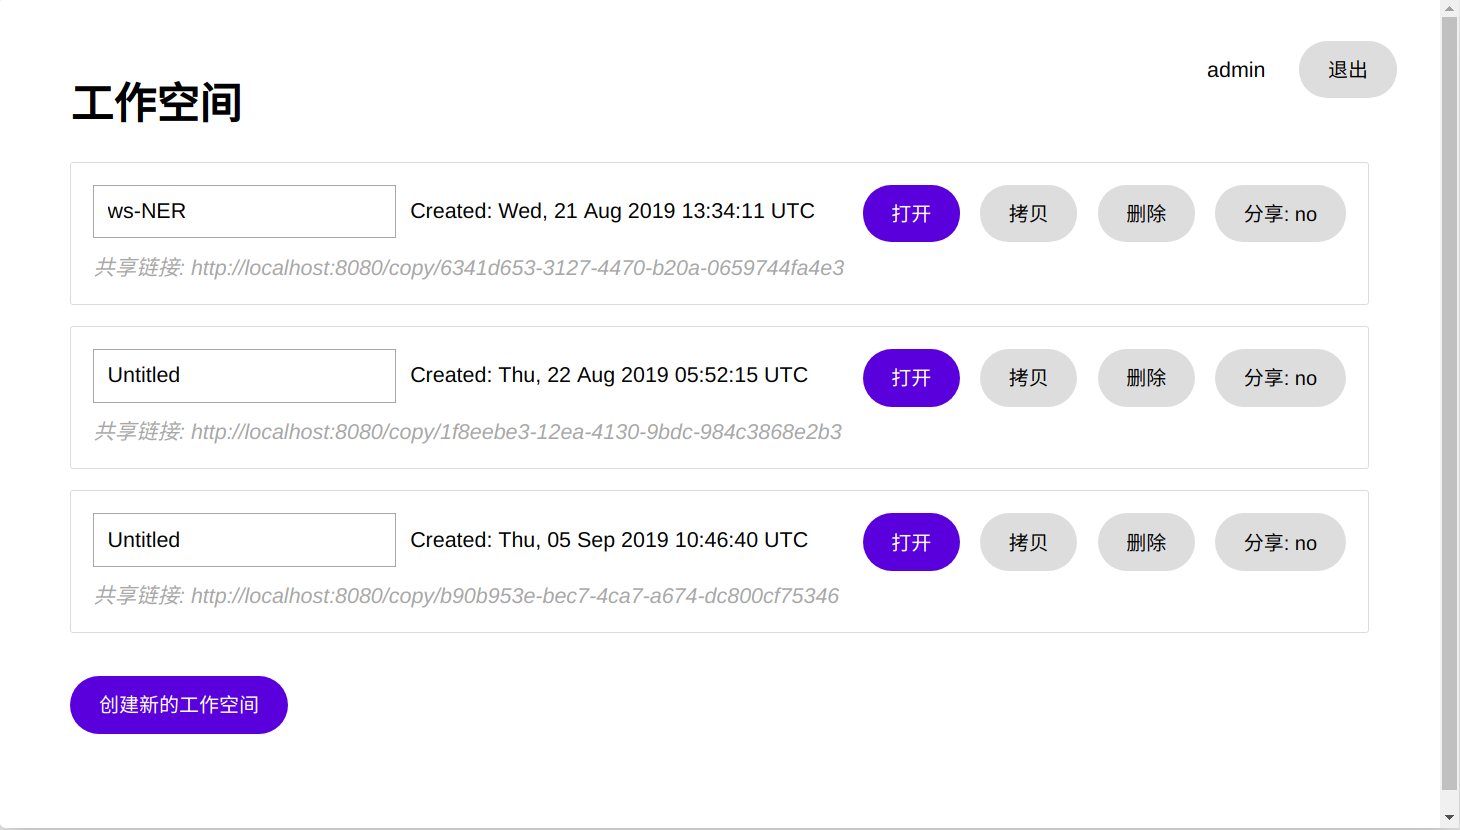 admin 退出
工作空间
ws-NER Created: Wed, 21 Aug 2019 13:34:11 UTC 打开 拷贝 删除 分享: no
共享链接: http://localhost:8080/copy/6341d653-3127-4470-b20a-0659744fa4e3
Untitled Created: Thu, 22 Aug 2019 05:52:15 UTC 打开 拷贝 删除 分享: no
共享链接: http://localhost:8080/copy/1f8eebe3-12ea-4130-9bdc-984c3868e2b3
Untitled Created: Thu, 05 Sep 2019 10:46:40 UTC 打开 拷贝 删除 分享: no
共享链接: http://localhost:8080/copy/b90b953e-bec7-4ca7-a674-dc800cf75346
创建新的工作空间